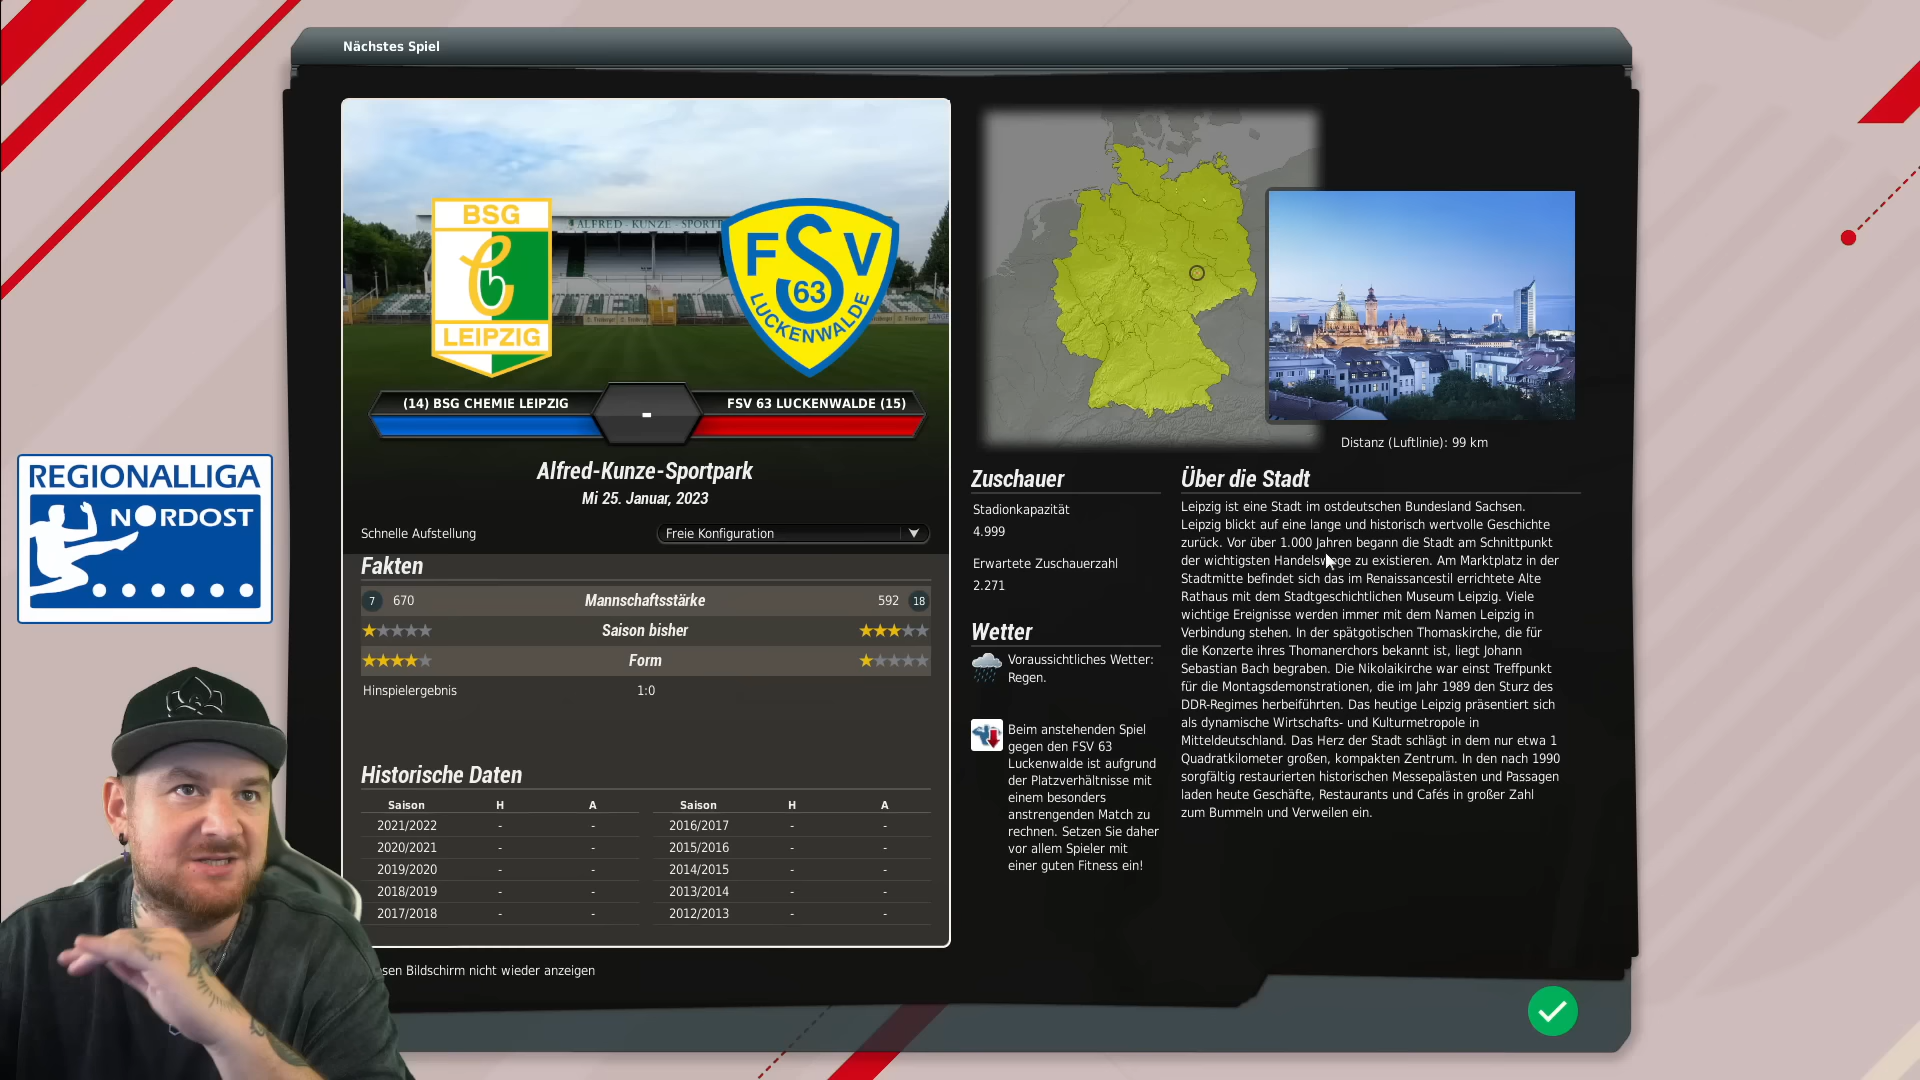 Nächstes Spiel
ALFRED-KUNZE-SPORTP
BSG
LEIPZIG
FSV
63
LUCKENWALDE
(14) BSG CHEMIE LEIPZIG
-
FSV 63 LUCKENWALDE (15)
Alfred-Kunze-Sportpark
Mi 25. Januar, 2023
Schnelle Aufstellung
Freie Konfiguration
Fakten
7 670 Mannschaftsstärke 592 18
Saison bisher
Form
Hinspielergebnis 1:0
Historische Daten
Saison H A Saison H A
2021/2022 - - 2016/2017 - -
2020/2021 - - 2015/2016 - -
2019/2020 - - 2014/2015 - -
2018/2019 - - 2013/2014 - -
2017/2018 - - 2012/2013 - -
sen Bildschirm nicht wieder anzeigen
REGIONALLIGA
NORDOST
Distanz (Luftlinie): 99 km
Zuschauer
Stadionkapazität
4.999
Erwartete Zuschauerzahl
2.271
Wetter
Voraussichtliches Wetter:
Regen.
Beim anstehenden Spiel
gegen den FSV 63
Luckenwalde ist aufgrund
der Platzverhältnisse mit
einem besonders
anstrengenden Match zu
rechnen. Setzen Sie daher
vor allem Spieler mit
einer guten Fitness ein!
Über die Stadt
Leipzig ist eine Stadt im ostdeutschen Bundesland Sachsen.
Leipzig blickt auf eine lange und historisch wertvolle Geschichte
zurück. Vor über 1.000 Jahren begann die Stadt am Schnittpunkt
der wichtigsten Handelswege zu existieren. Am Marktplatz in der
Stadtmitte befindet sich das im Renaissancestil errichtete Alte
Rathaus mit dem Stadtgeschichtlichen Museum Leipzig. Viele
wichtige Ereignisse werden immer mit dem Namen Leipzig in
Verbindung stehen. In der spätgotischen Thomaskirche, die für
die Konzerte ihres Thomanerchors bekannt ist, liegt Johann
Sebastian Bach begraben. Die Nikolaikirche war einst Treffpunkt
für die Montagsdemonstrationen, die im Jahr 1989 den Sturz des
DDR-Regimes herbeiführten. Das heutige Leipzig präsentiert sich
als dynamische Wirtschafts- und Kulturmetropole in
Mitteldeutschland. Das Herz der Stadt schlägt in dem nur etwa 1
Quadratkilometer großen, kompakten Zentrum. In den nach 1990
sorgfältig restaurierten historischen Messepalästen und Passagen
laden heute Geschäfte, Restaurants und Cafés in großer Zahl
zum Bummeln und Verweilen ein.